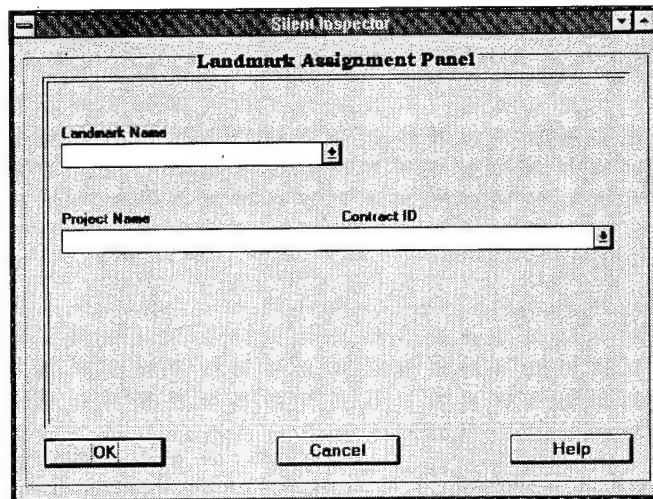 Silent Inspector
Landmark Assignment Panel
Landmark Name
Project Name Contract ID
OK Cancel Help